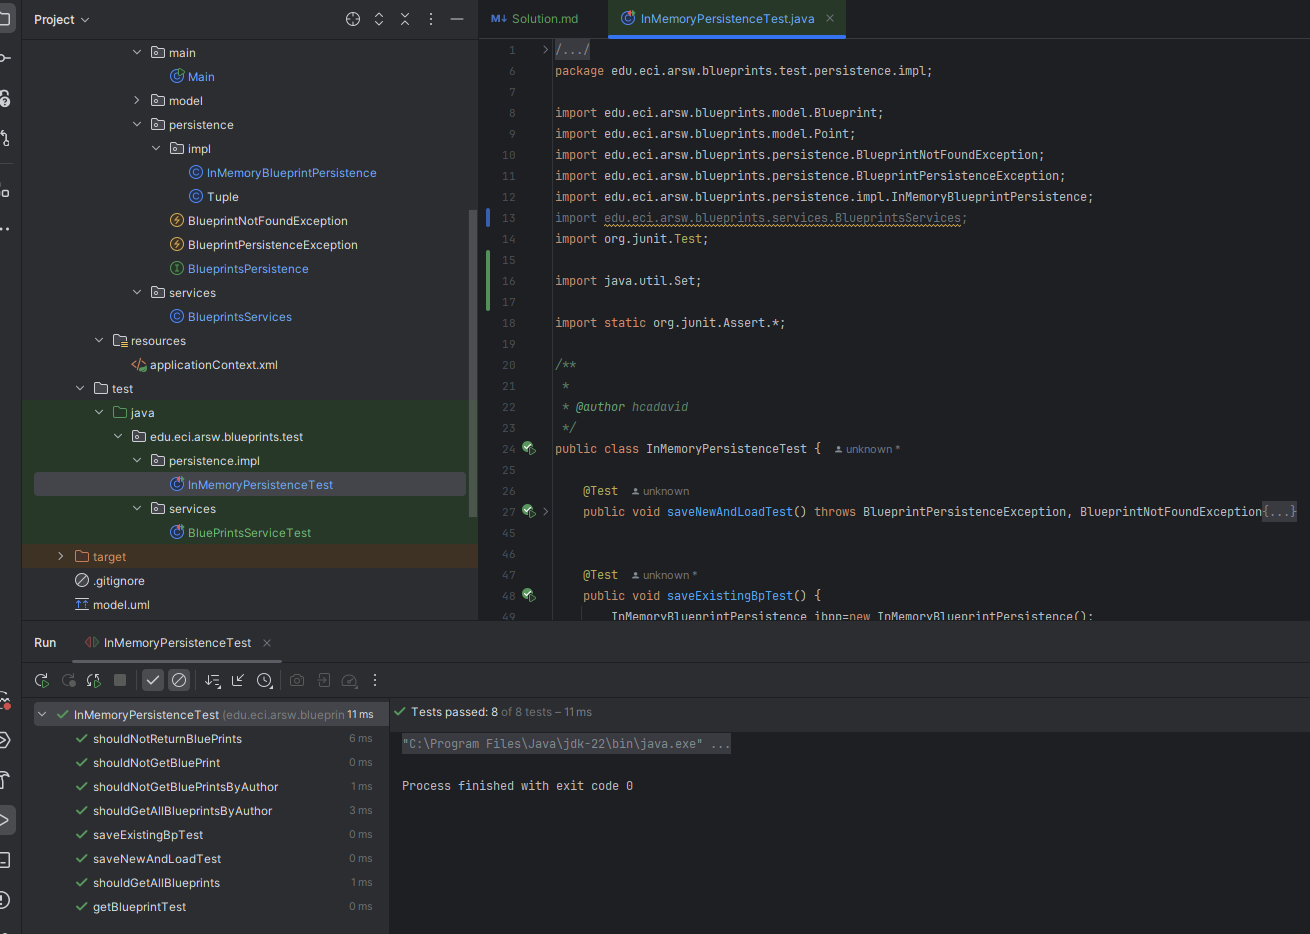 Project
main
Main
model
persistence
impl
InMemoryBlueprintPersistence
Tuple
BlueprintNotFoundException
BlueprintPersistenceException
BlueprintsPersistence
services
BlueprintsServices
resources
applicationContext.xml
test
java
edu.eci.arsw.blueprints.test
persistence.impl
InMemoryPersistenceTest
services
BluePrintsServiceTest
target
.gitignore
model.uml
M↓ Solution.md
InMemoryPersistenceTest.java
1 /.../
6 package edu.eci.arsw.blueprints.test.persistence.impl;
7
8 import edu.eci.arsw.blueprints.model.Blueprint;
9 import edu.eci.arsw.blueprints.model.Point;
10 import edu.eci.arsw.blueprints.persistence.BlueprintNotFoundException;
11 import edu.eci.arsw.blueprints.persistence.BlueprintPersistenceException;
12 import edu.eci.arsw.blueprints.persistence.impl.InMemoryBlueprintPersistence;
13 import edu.eci.arsw.blueprints.services.BlueprintsServices;
14 import org.junit.Test;
15
16 import java.util.Set;
17
18 import static org.junit.Assert.*;
19
20 /**
21 *
22 * @author hcadavid
23 */
24 public class InMemoryPersistenceTest { unknown *
25
26 @Test unknown
27 public void saveNewAndLoadTest() throws BlueprintPersistenceException, BlueprintNotFoundException{...}
45
46
47 @Test unknown *
48 public void saveExistingBpTest() {
49 InMemoryBlueprintPersistence ibpp=new InMemoryBlueprintPersistence();
Run InMemoryPersistenceTest
InMemoryPersistenceTest (edu.eci.arsw.blueprin 11 ms
shouldNotReturnBluePrints 6 ms
shouldNotGetBluePrint 0 ms
shouldNotGetBluePrintsByAuthor 1 ms
shouldGetAllBlueprintsByAuthor 3 ms
saveExistingBpTest 0 ms
saveNewAndLoadTest 0 ms
shouldGetAllBlueprints 1 ms
getBlueprintTest 0 ms
Tests passed: 8 of 8 tests – 11 ms
"C:\Program Files\Java\jdk-22\bin\java.exe" ...
Process finished with exit code 0